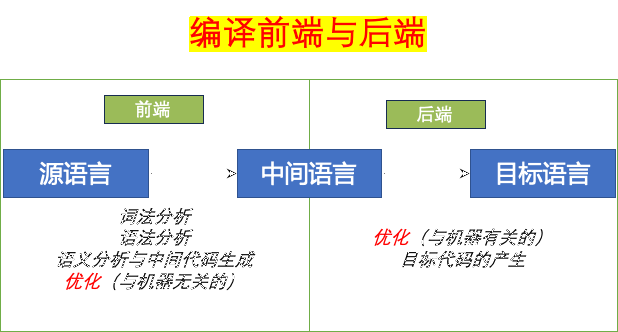 编译前端与后端
前端
后端
源语言
中间语言
目标语言
词法分析
语法分析
语义分析与中间代码生成
优化（与机器无关的）
优化（与机器有关的）
目标代码的产生